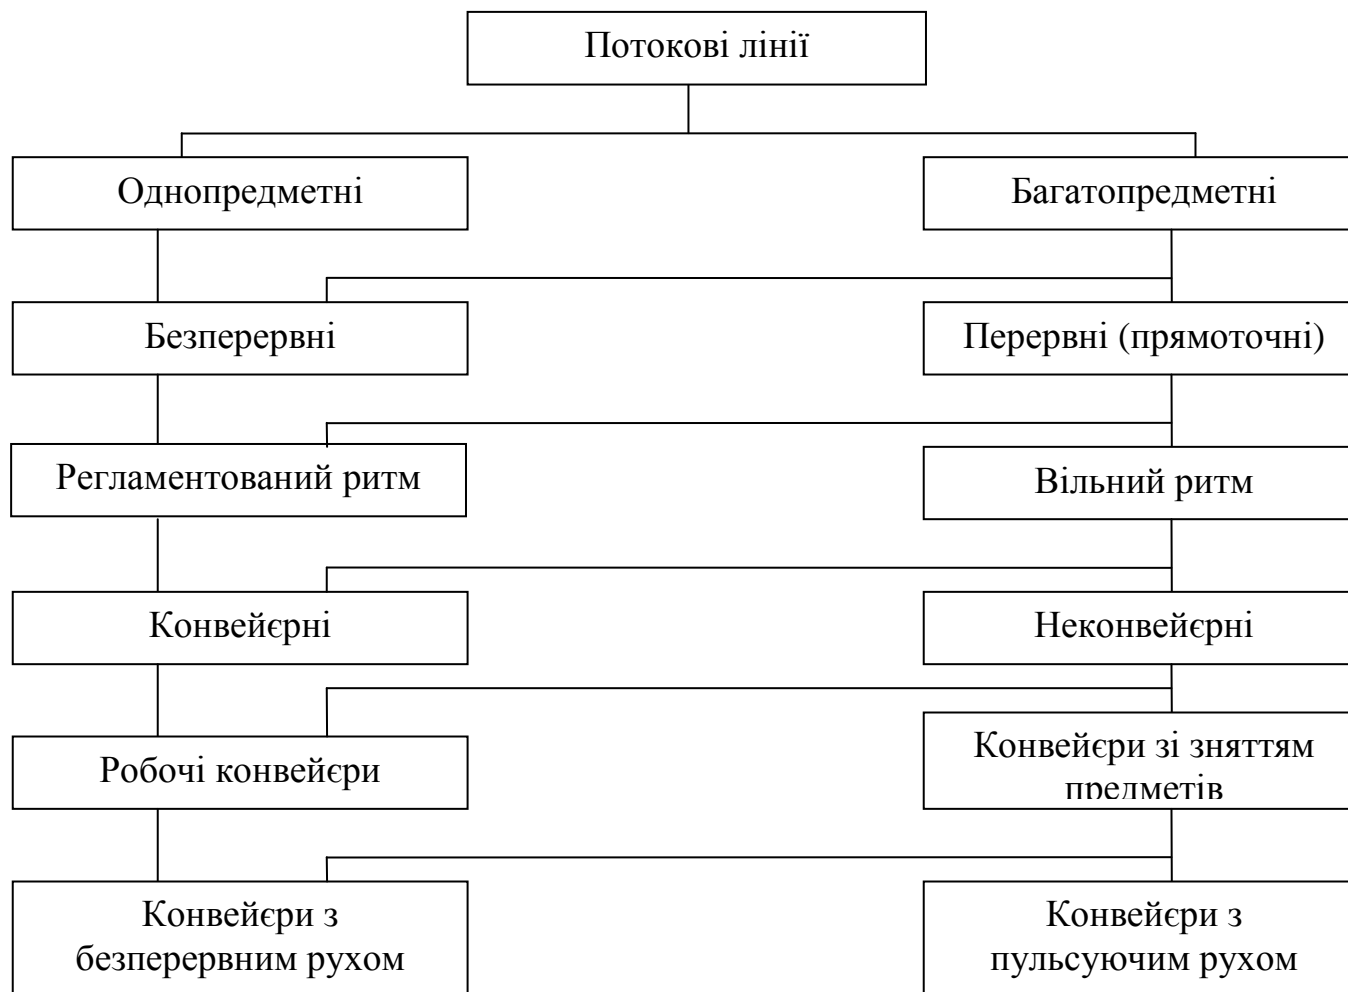 Потокові лінії
Однопредметні
Багатопредметні
Безперервні
Перервні (прямоточні)
Регламентований ритм
Вільний ритм
Конвейєрні
Неконвейєрні
Робочі конвейєри
Конвейєри зі зняттям
предметів
Конвейєри з
безперервним рухом
Конвейєри з
пульсуючим рухом